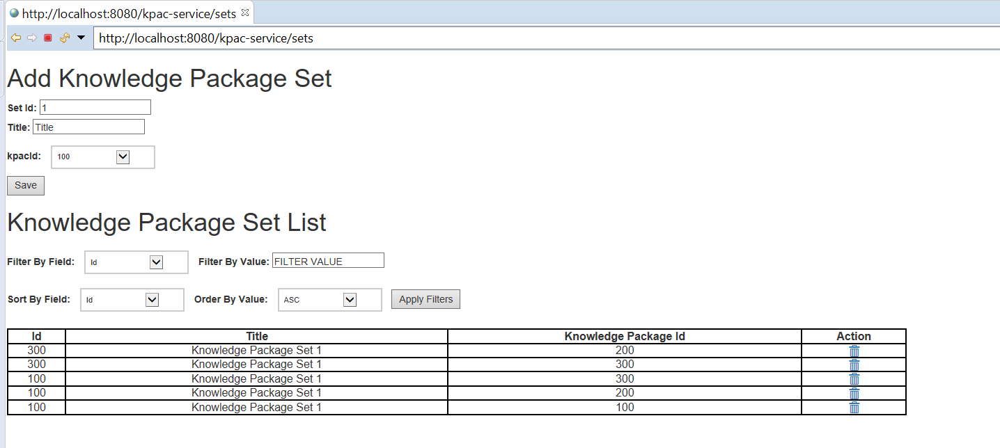 http://localhost:8080/kpac-service/sets
http://localhost:8080/kpac-service/sets
Add Knowledge Package Set
Set Id: 1
Title: Title
kpacId: 100
Save
Knowledge Package Set List
Filter By Field: Id Filter By Value: FILTER VALUE
Sort By Field: Id Order By Value: ASC Apply Filters
Id Title Knowledge Package Id Action
300 Knowledge Package Set 1 200
300 Knowledge Package Set 1 300
100 Knowledge Package Set 1 300
100 Knowledge Package Set 1 200
100 Knowledge Package Set 1 100